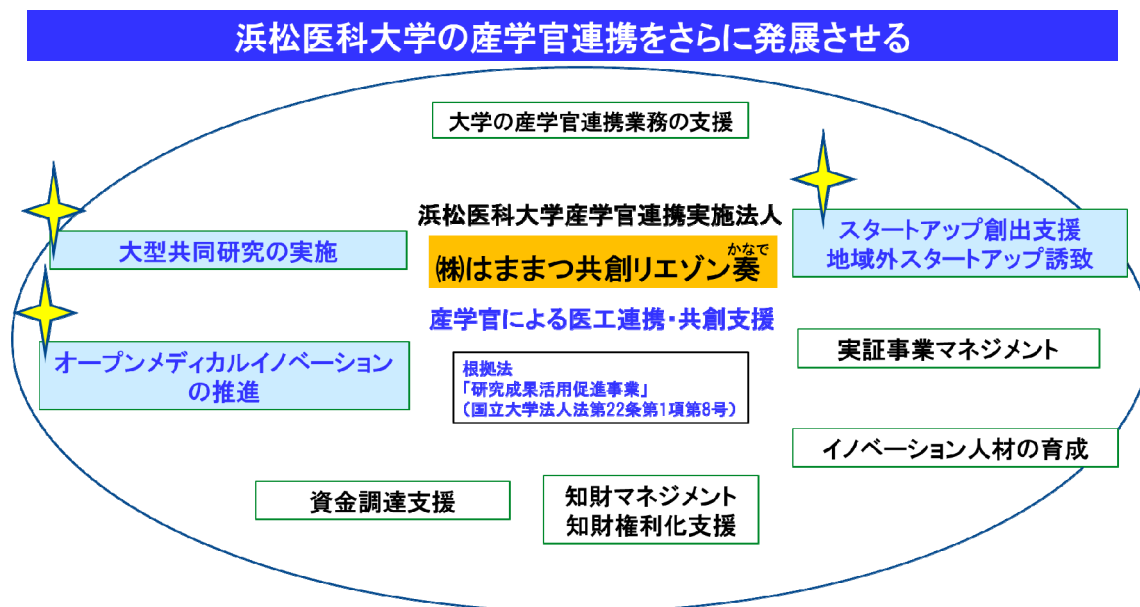 浜松医科大学の産学官連携をさらに発展させる
大学の産学官連携業務の支援
浜松医科大学産学官連携実施法人
かなで
㈱はままつ共創リエゾン奏
産学官による医工連携・共創支援
根拠法
「研究成果活用促進事業」
(国立大学法人法第22条第1項第8号)
大型共同研究の実施
オープンメディカルイノベーション
の推進
スタートアップ創出支援
地域外スタートアップ誘致
実証事業マネジメント
イノベーション人材の育成
資金調達支援
知財マネジメント
知財権利化支援